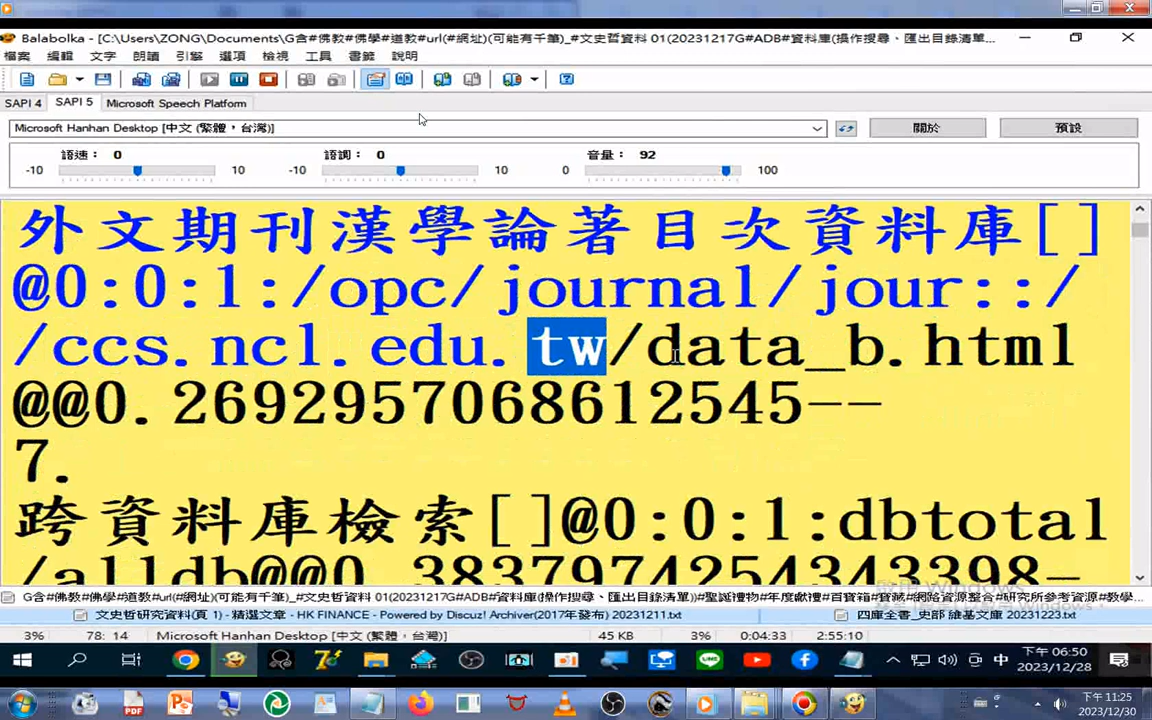 Balabolka - [C:\Users\ZONG\Documents\G含#佛教#佛學#道教#url(#網址)(可能有千筆)_#文史哲資料 01(20231217G#ADB#資料庫(操作搜尋、匯出目錄清單...
檔案 編輯 文字 朗讀 引擎 選項 檢視 工具 書籤 說明
SAPI 4 SAPI 5 Microsoft Speech Platform
Microsoft Hanhan Desktop [中文 (繁體，台灣)] 關於 預設
語速： 0 語調： 0 音量： 92
-10 10 -10 10 0 100
外文期刊漢學論著目次資料庫[]
@0:0:1:/opc/journal/jour::/
/ccs.ncl.edu.tw/data_b.html
@@0.2692957068612545--
7.
跨資料庫檢索[]@0:0:1:dbtotal
/alldb@@0.3837974254343398-
G含#佛教#佛學#道教#url(#網址)(可能有千筆)_#文史哲資料 01(20231217G#ADB#資料庫(操作搜尋、匯出目錄清單))#聖誕禮物#年度獻禮#百寶箱#寶藏#網路資源整合#研究所參考資源#教學...
文史哲研究資料(頁 1) - 精選文章 - HK FINANCE - Powered by Discuz! Archiver(2017年發布) 20231211.txt 四庫全書_史部 維基文庫 20231223.txt
3% 78: 14 Microsoft Hanhan Desktop [中文 (繁體，台灣)] 45 KB 3% 0:04:33 2:55:10
中 下午 06:50
2023/12/28
下午 11:25
2023/12/30